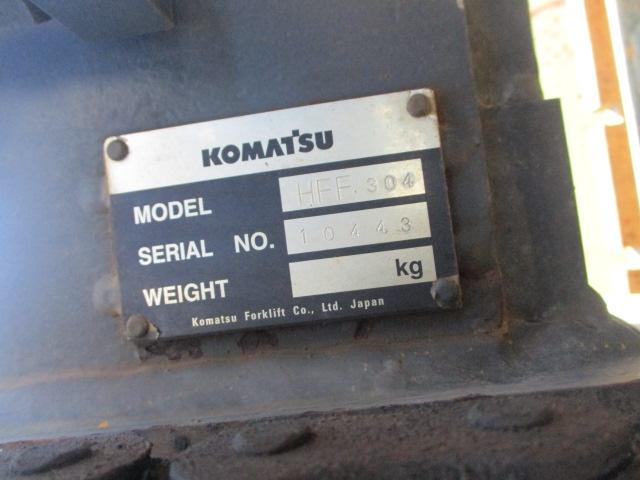 KOMATSU
MODEL HFF.304
SERIAL NO. 10443
WEIGHT kg
Komatsu Forklift Co., Ltd. Japan